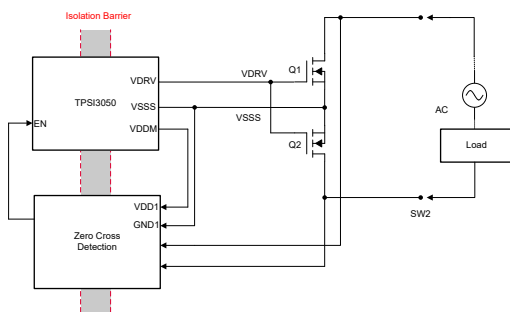 Isolation Barrier
VDRV
VDRV
Q1
TPSI3050
VSSS
VSSS
AC
EN
VDDM
Q2
Load
VDD1
GND1
SW2
Zero Cross
Detection